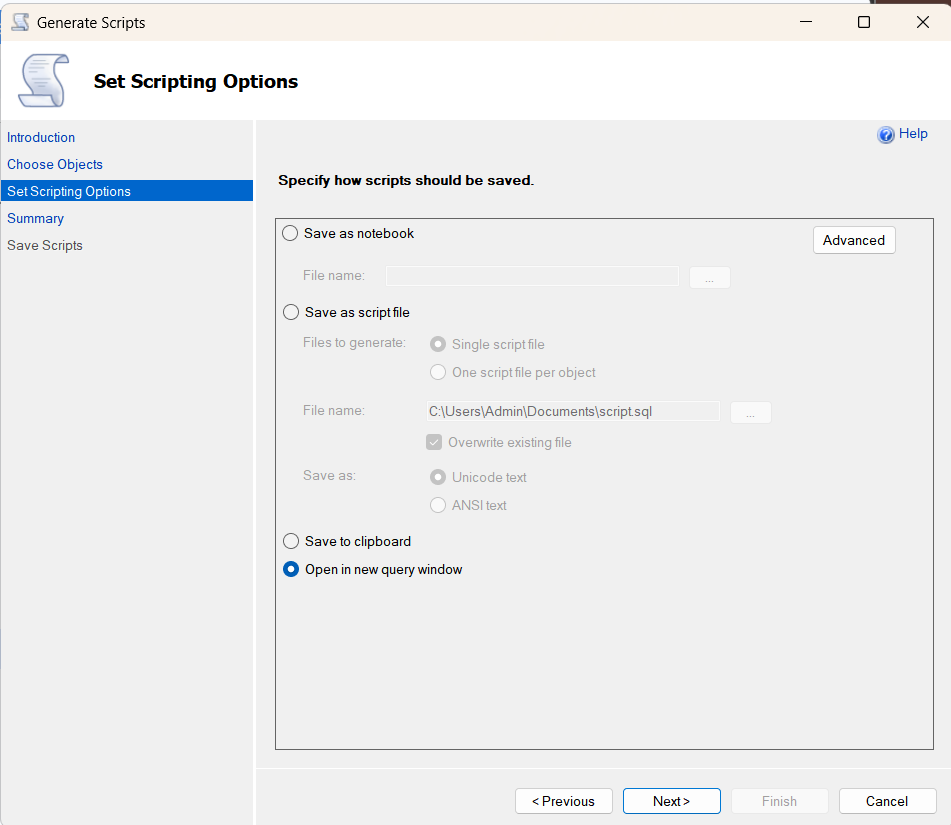 Generate Scripts
Set Scripting Options
Introduction
Choose Objects
Set Scripting Options
Summary
Save Scripts
Help
Specify how scripts should be saved.
Save as notebook
Advanced
File name:
...
Save as script file
Files to generate:
Single script file
One script file per object
File name:
C:\Users\Admin\Documents\script.sql
...
Overwrite existing file
Save as:
Unicode text
ANSI text
Save to clipboard
Open in new query window
< Previous
Next >
Finish
Cancel